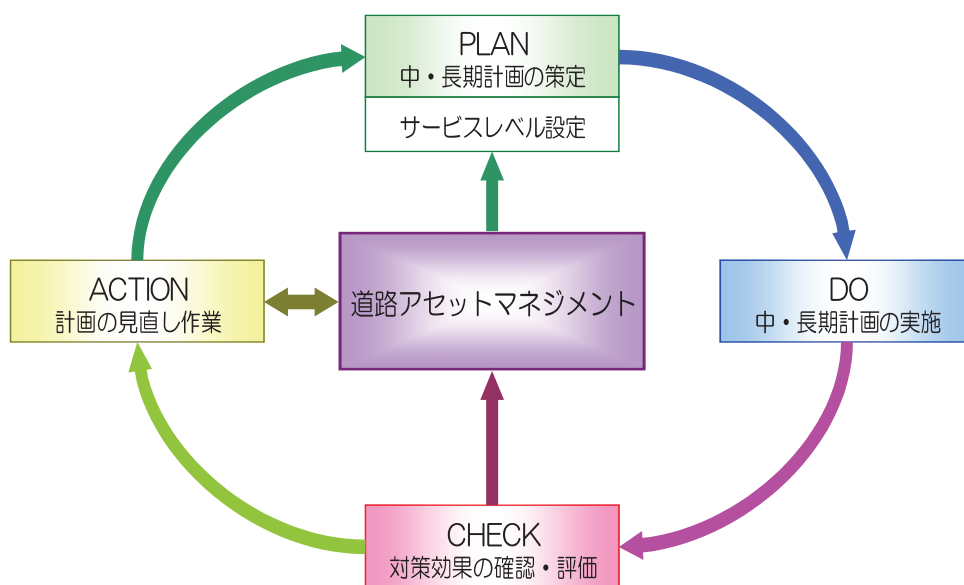 PLAN
中・長期計画の策定
サービスレベル設定
ACTION
計画の見直し作業
道路アセットマネジメント
DO
中・長期計画の実施
CHECK
対策効果の確認・評価